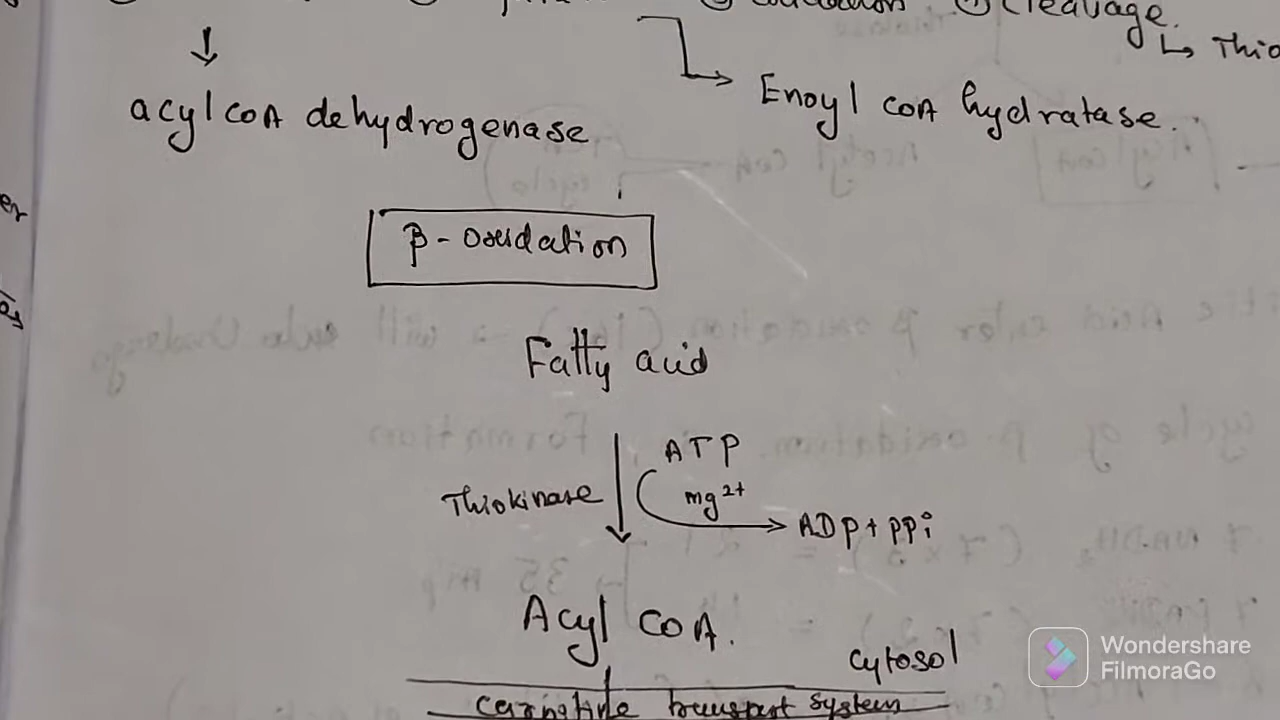 cleavage.
↳ Thio
↓
Enoyl CoA hydratase.
acyl CoA dehydrogenase
β - Oxidation
Fatty acid
ATP
Thiokinase
mg2+
ADP + PPi
Acyl CoA.
cytosol
carnitine transport system
Wondershare
FilmoraGo